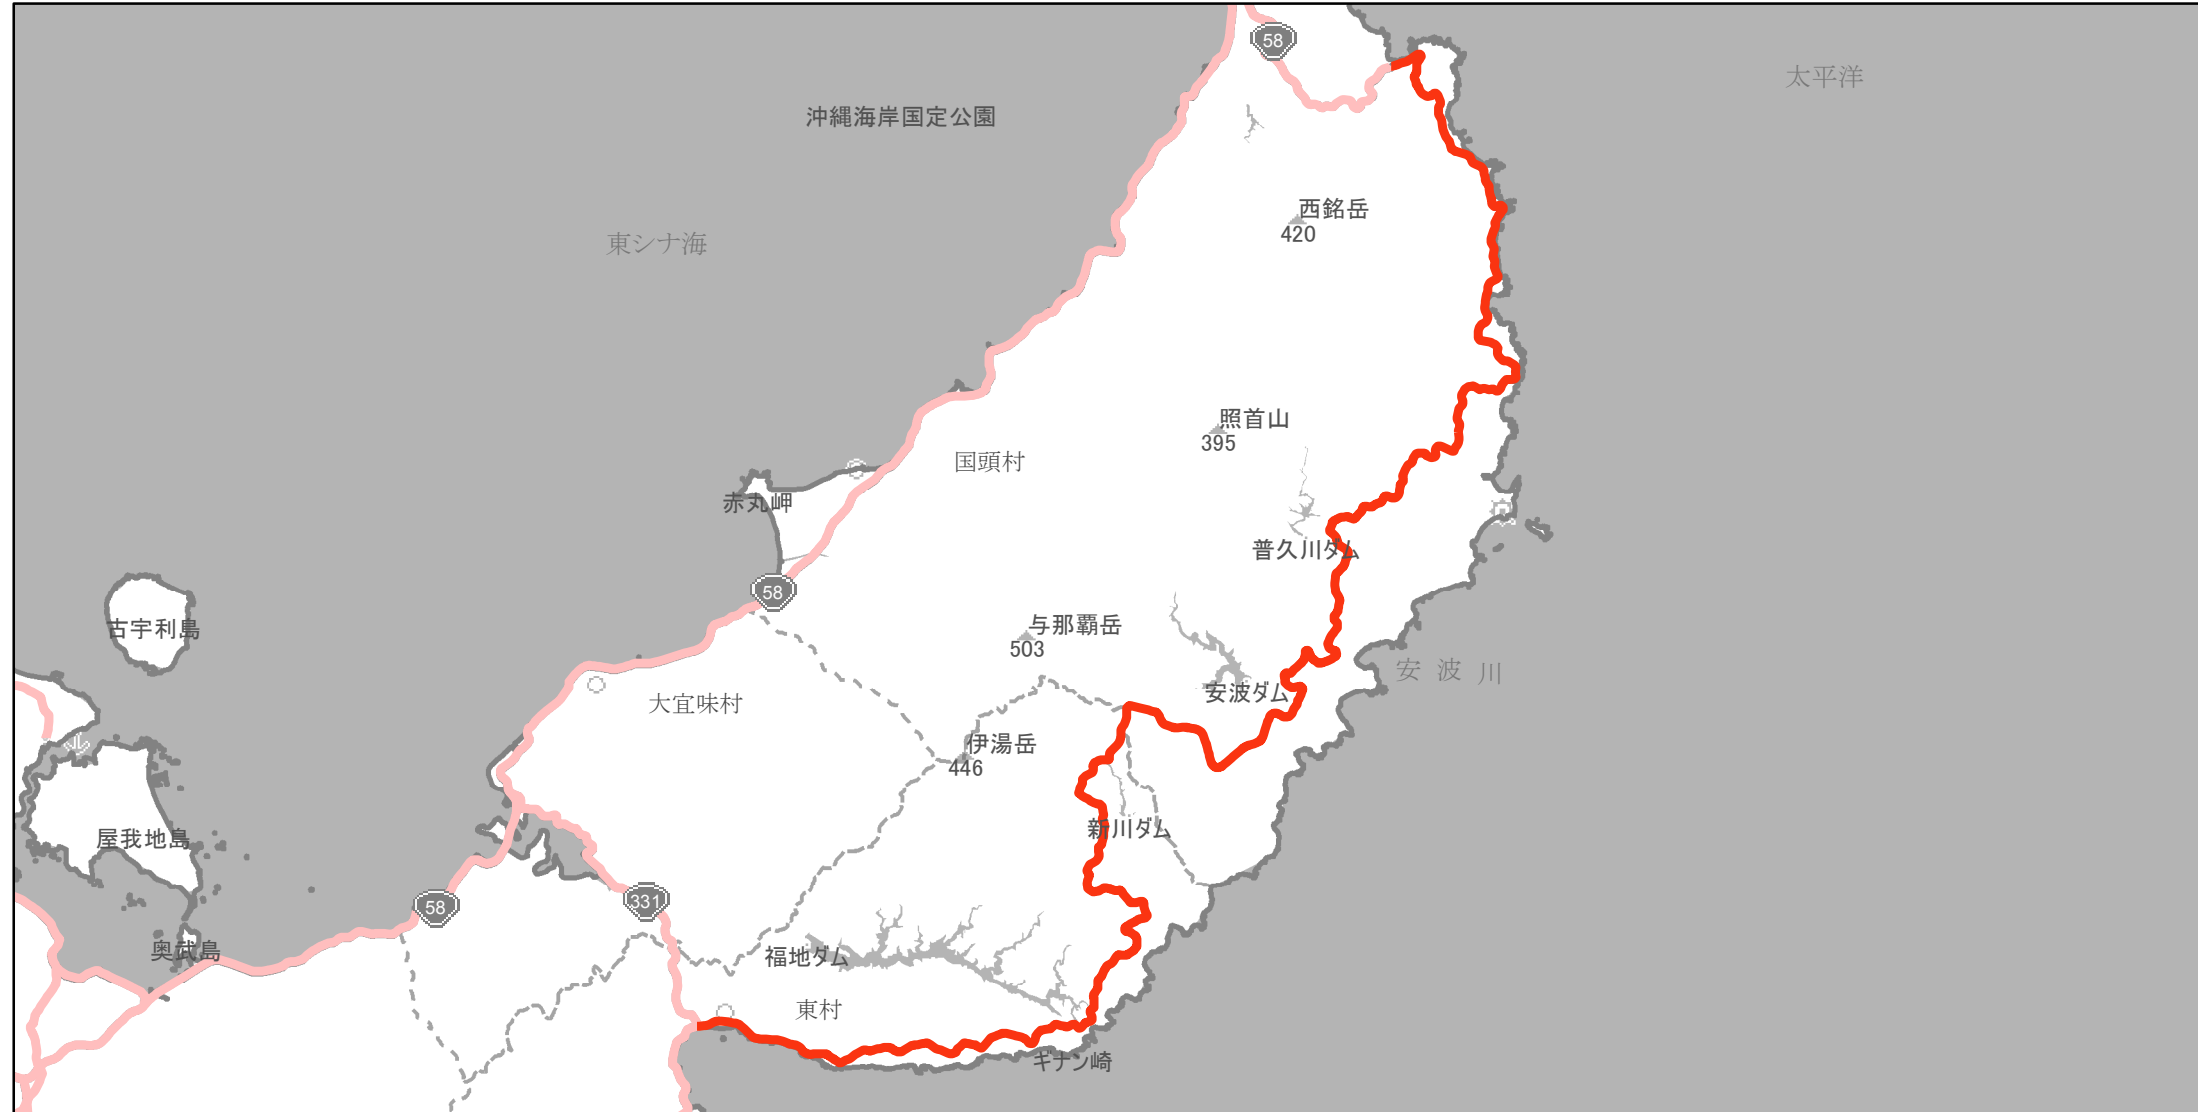 58
太平洋
沖縄海岸国定公園
西銘岳
420
東シナ海
照首山
395
国頭村
赤丸岬
普久川ダム
58
古宇利島
与那覇岳
503
安波川
安波ダム
大宜味村
伊湯岳
446
新川ダム
屋我地島
331
58
奥武島
福地ダム
東村
ギナン崎